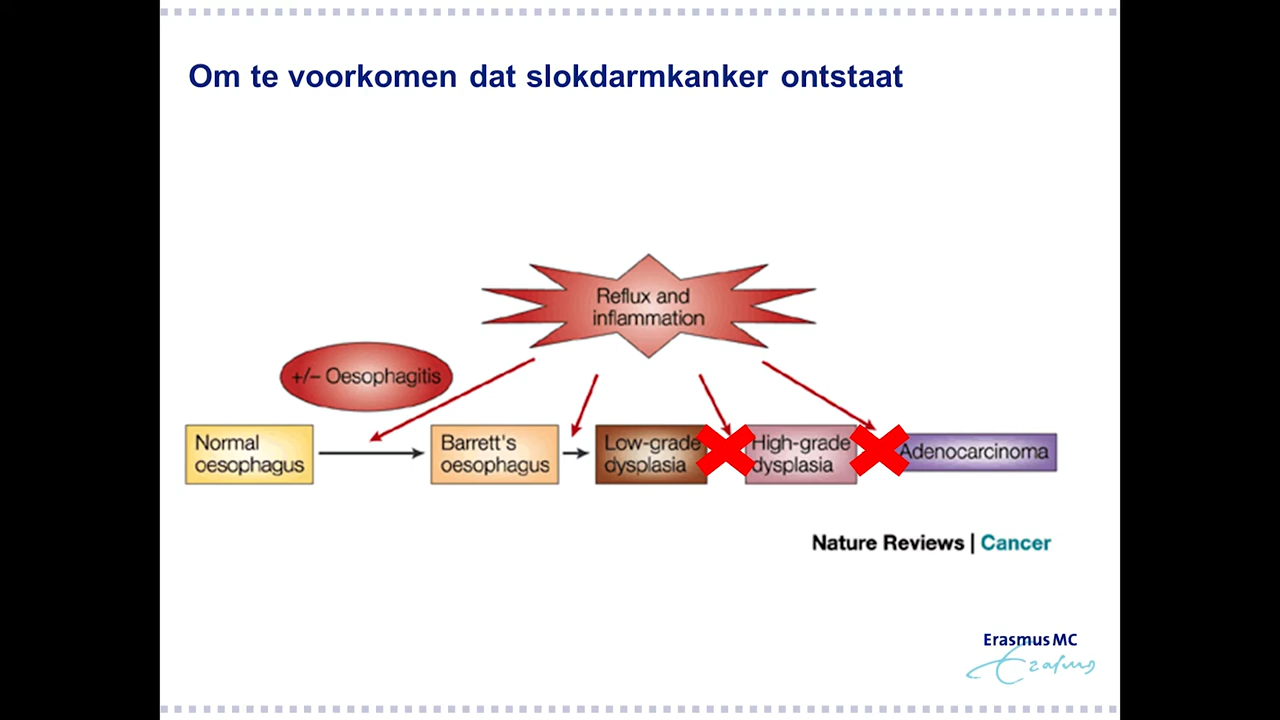 Om te voorkomen dat slokdarmkanker ontstaat
Reflux and
inflammation
+/– Oesophagitis
Normal
oesophagus
Barrett's
oesophagus
Low-grade
dysplasia
High-grade
dysplasia
Adenocarcinoma
Nature Reviews | Cancer
Erasmus MC
Erasmus